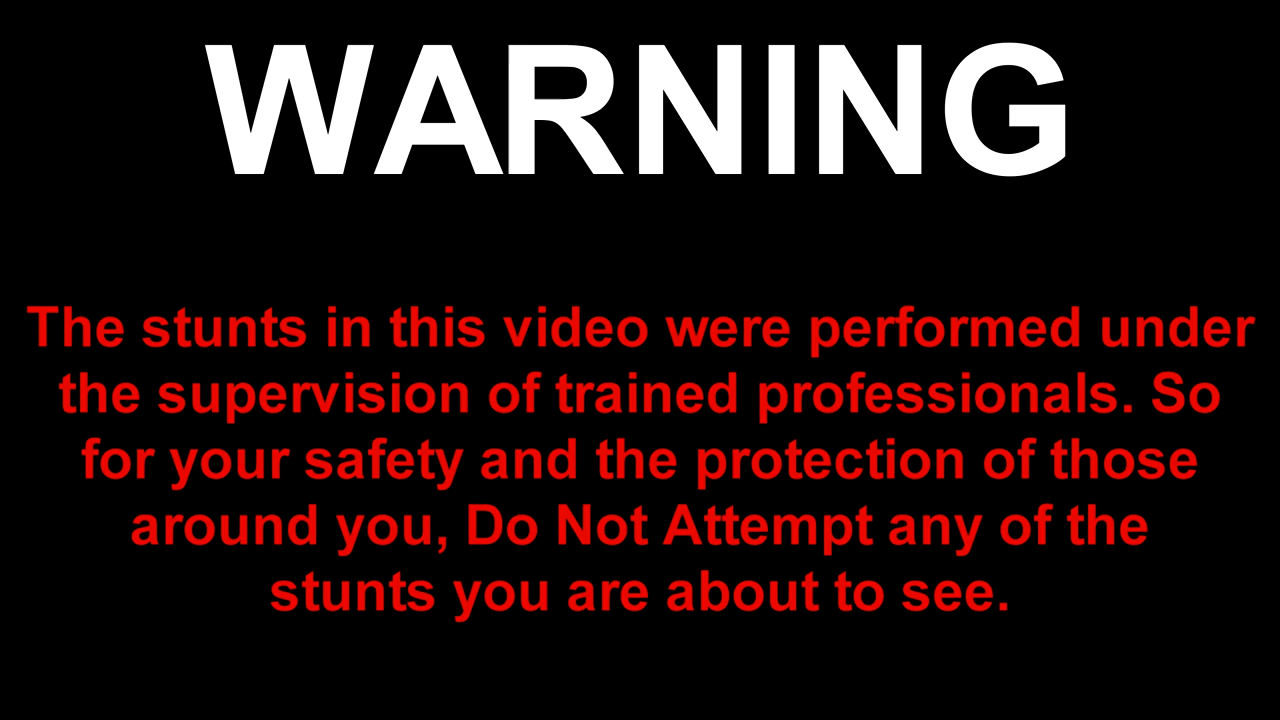 WARNING
The stunts in this video were performed under
the supervision of trained professionals. So
for your safety and the protection of those
around you, Do Not Attempt any of the
stunts you are about to see.